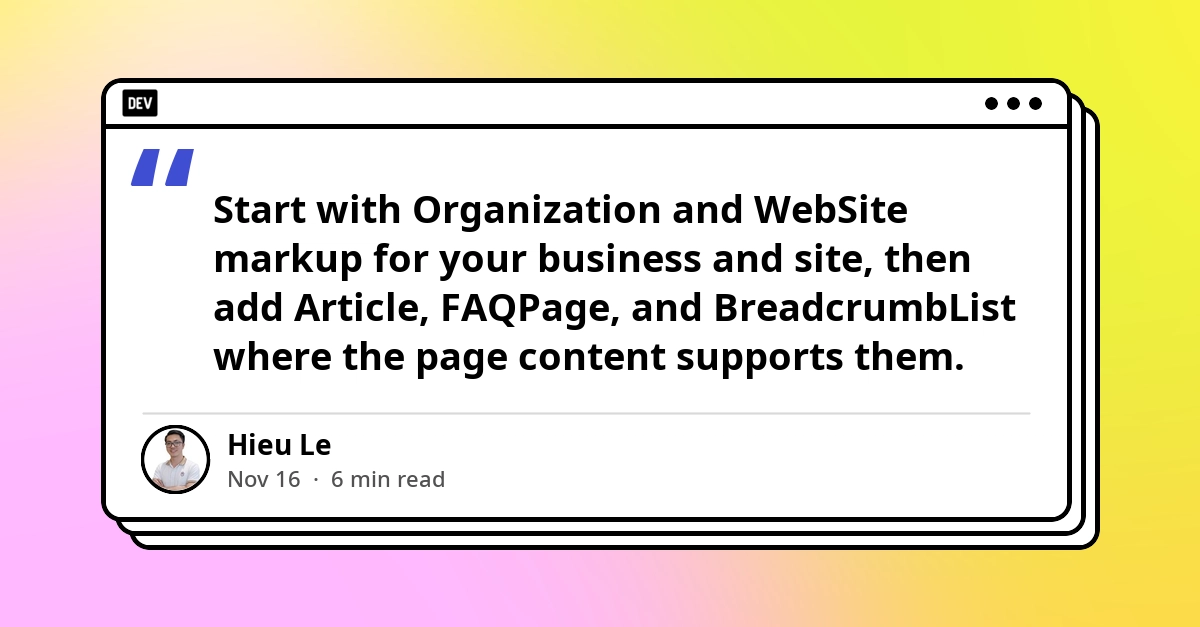 DEV
“
Start with Organization and WebSite
markup for your business and site, then
add Article, FAQPage, and BreadcrumbList
where the page content supports them.
Hieu Le
Nov 16 · 6 min read